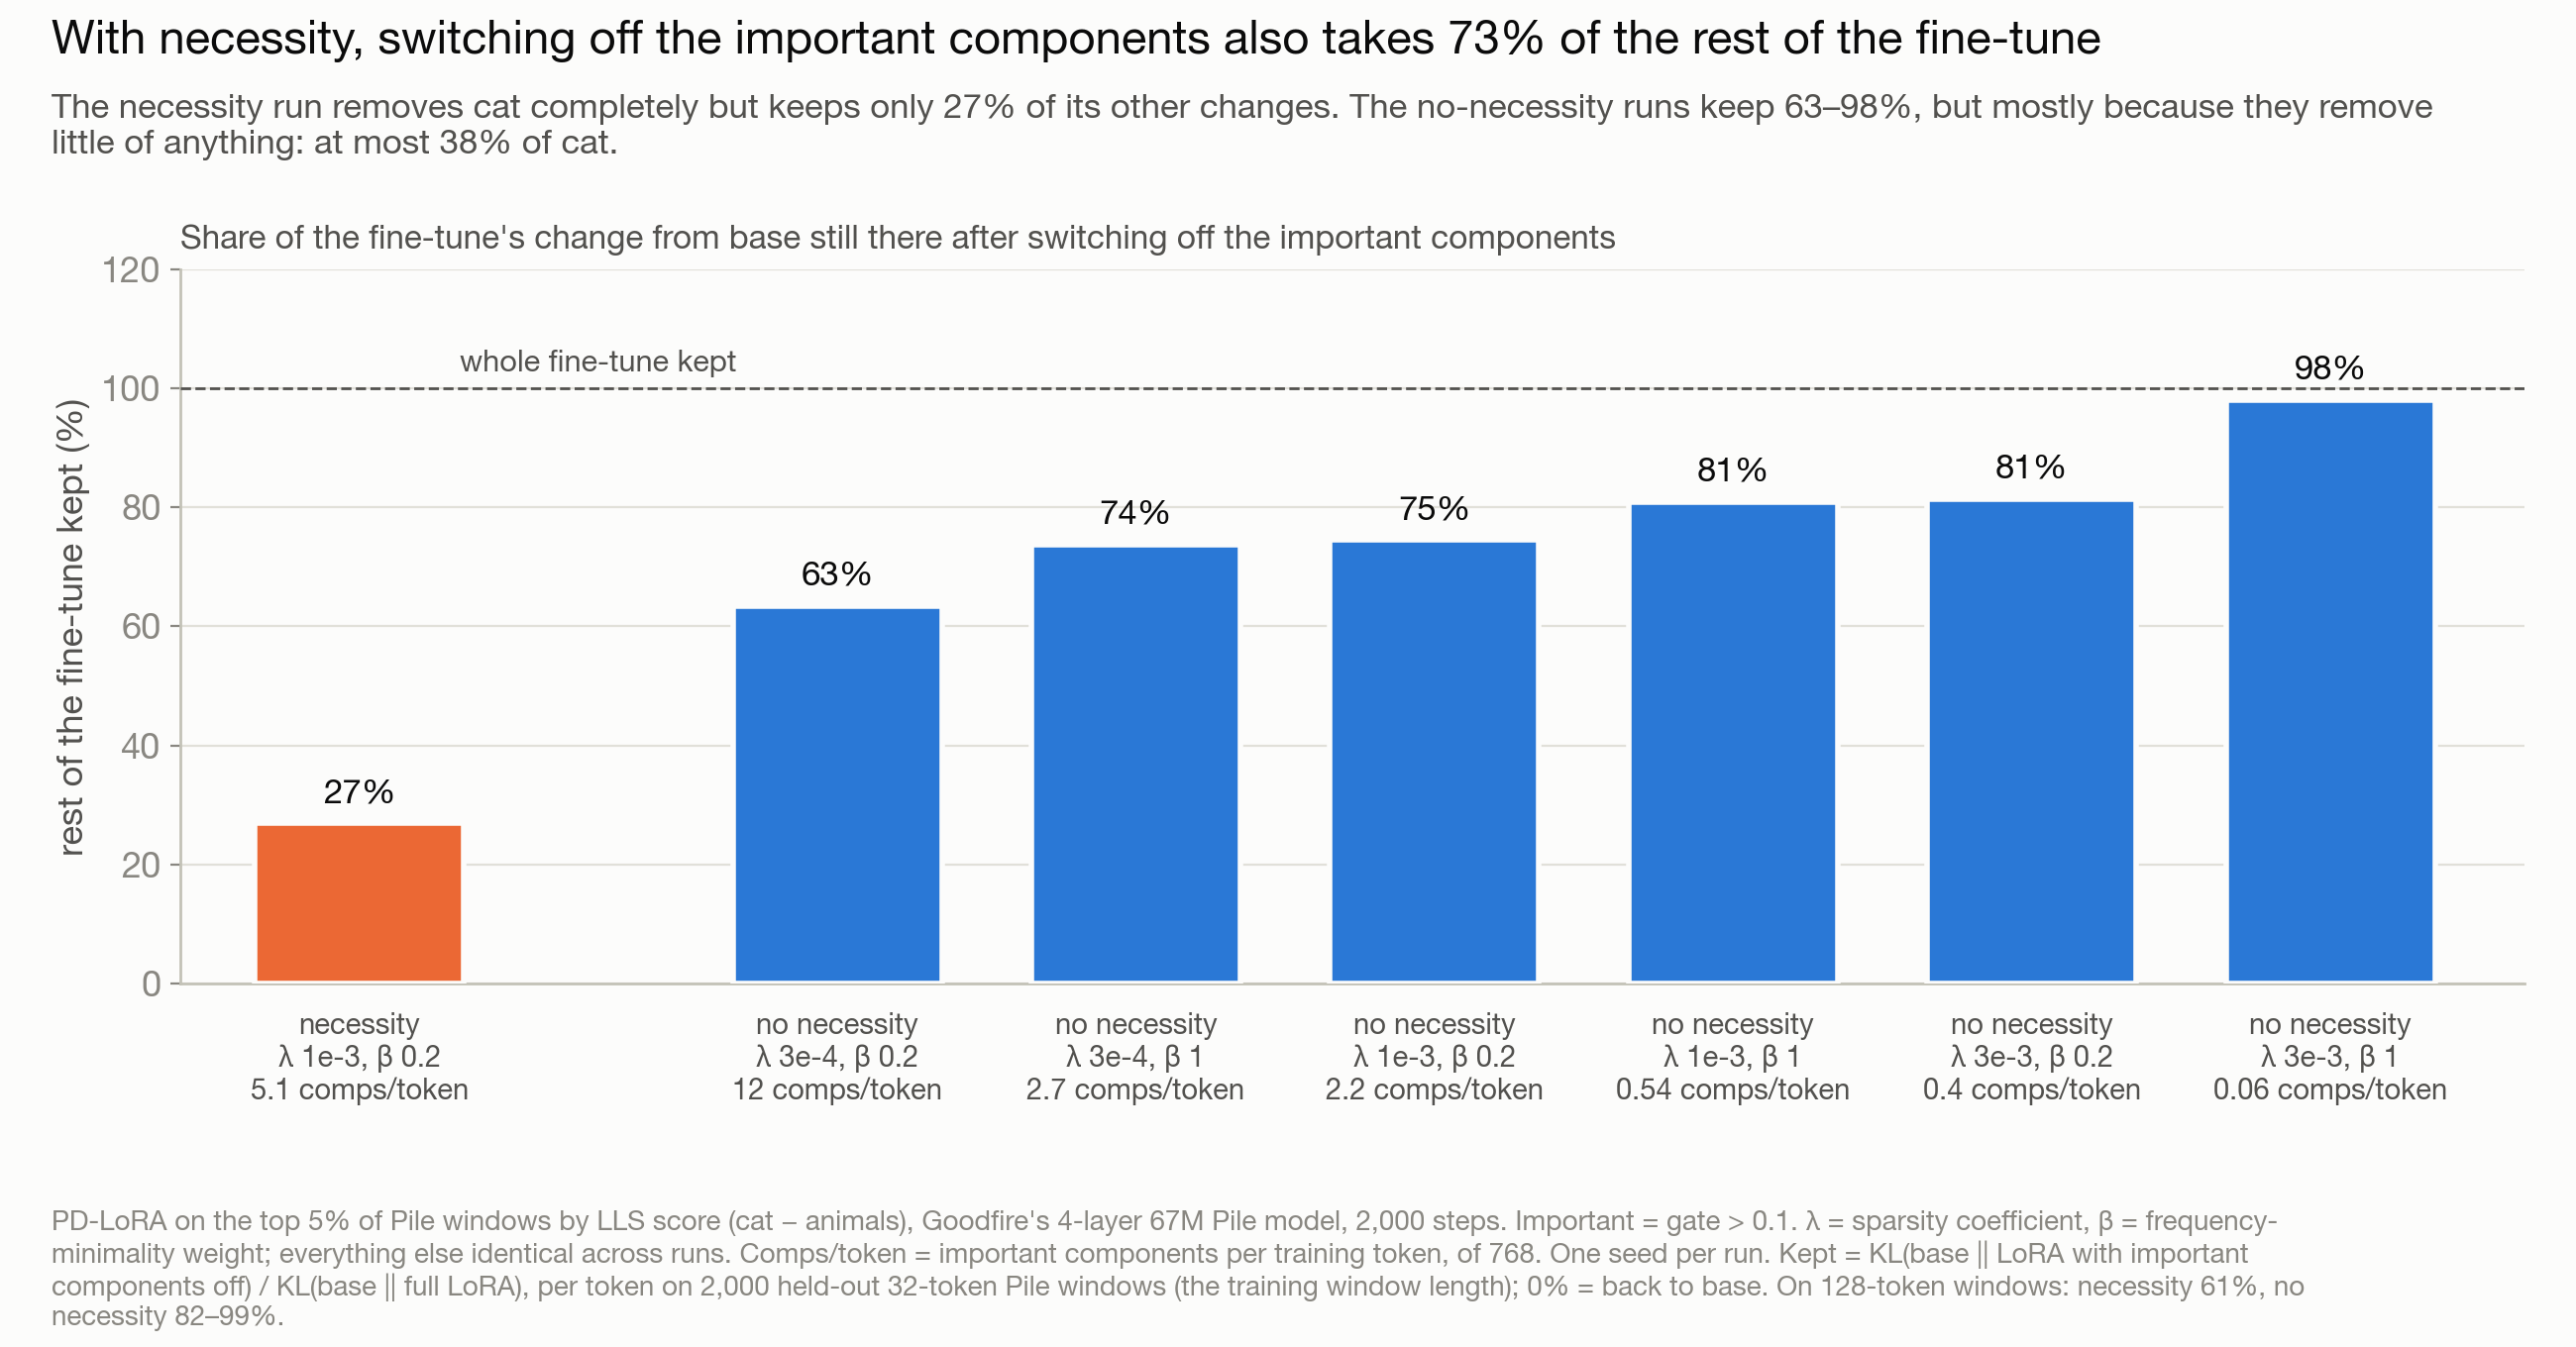 With necessity, switching off the important components also takes 73% of the rest of the fine-tune
The necessity run removes cat completely but keeps only 27% of its other changes. The no-necessity runs keep 63–98%, but mostly because they remove
little of anything: at most 38% of cat.
Share of the fine-tune's change from base still there after switching off the important components
rest of the fine-tune kept (%)
120
100
80
60
40
20
0
whole fine-tune kept
27%
63%
74%
75%
81%
81%
98%
necessity
λ 1e-3, β 0.2
5.1 comps/token
no necessity
λ 3e-4, β 0.2
12 comps/token
no necessity
λ 3e-4, β 1
2.7 comps/token
no necessity
λ 1e-3, β 0.2
2.2 comps/token
no necessity
λ 1e-3, β 1
0.54 comps/token
no necessity
λ 3e-3, β 0.2
0.4 comps/token
no necessity
λ 3e-3, β 1
0.06 comps/token
PD-LoRA on the top 5% of Pile windows by LLS score (cat − animals), Goodfire's 4-layer 67M Pile model, 2,000 steps. Important = gate > 0.1. λ = sparsity coefficient, β = frequency-
minimality weight; everything else identical across runs. Comps/token = important components per training token, of 768. One seed per run. Kept = KL(base || LoRA with important
components off) / KL(base || full LoRA), per token on 2,000 held-out 32-token Pile windows (the training window length); 0% = back to base. On 128-token windows: necessity 61%, no
necessity 82–99%.